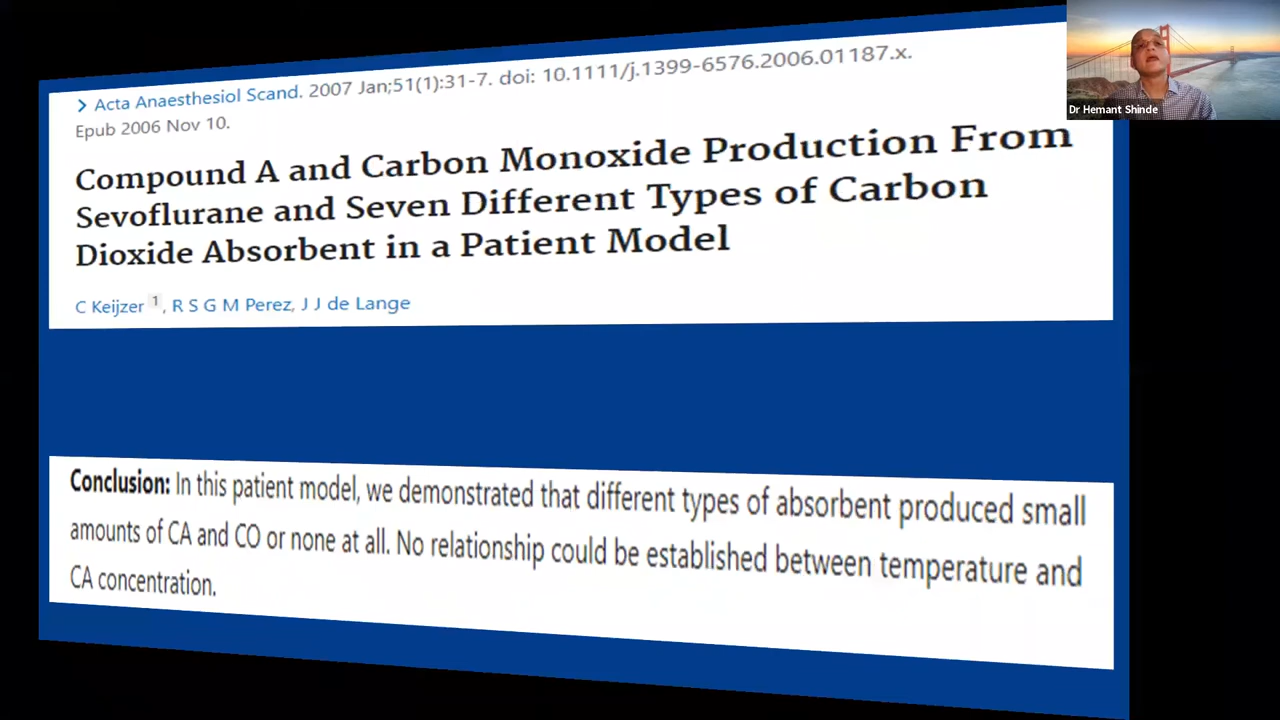 > Acta Anaesthesiol Scand. 2007 Jan;51(1):31-7. doi: 10.1111/j.1399-6576.2006.01187.x.
Epub 2006 Nov 10.
Compound A and Carbon Monoxide Production From
Sevoflurane and Seven Different Types of Carbon
Dioxide Absorbent in a Patient Model
C Keijzer 1, R S G M Perez, J J de Lange
Conclusion: In this patient model, we demonstrated that different types of absorbent produced small
amounts of CA and CO or none at all. No relationship could be established between temperature and
CA concentration.
Dr Hemant Shinde